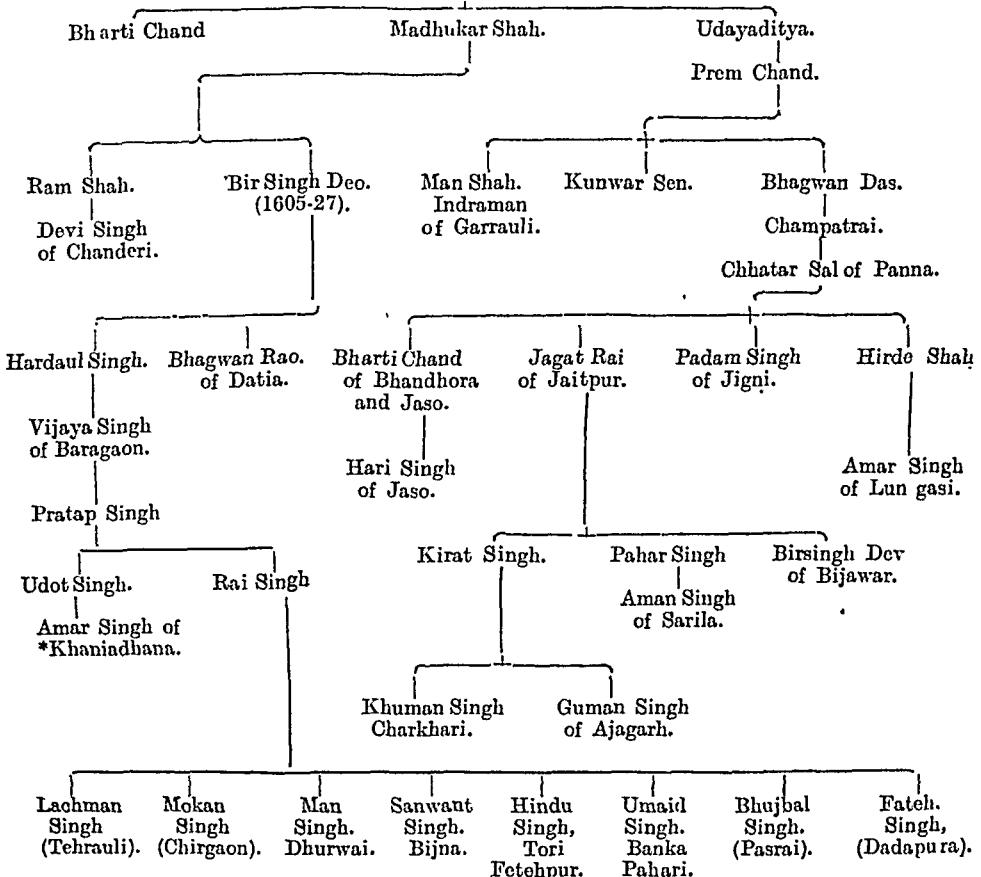 Bharti Chand Madhukar Shah. Udayaditya.
Prem Chand.
Ram Shah. Bir Singh Deo. Man Shah. Kunwar Sen. Bhagwan Das.
(1605-27). Indraman
of Garrauli.
Devi Singh
of Chanderi.
Champatrai.
Chhatar Sal of Panna.
Hardaul Singh. Bhagwan Rao. Bharti Chand Jagat Rai Padam Singh Hirde Shah
of Datia. of Bhandhora of Jaitpur. of Jigni.
and Jaso.
Vijaya Singh
of Baragaon.
Hari Singh
of Jaso.
Amar Singh
of Lun gasi.
Pratap Singh
Kirat Singh. Pahar Singh Birsingh Dev
of Bijawar.
Udot Singh. Rai Singh
Aman Singh
of Sarila.
Amar Singh of
*Khaniadhana.
Khuman Singh Guman Singh
Charkhari. of Ajagarh.
Lachman Mokan Man Sanwant Hindu Umaid Bhujbal Fateh.
Singh Singh Singh. Singh. Singh, Singh. Singh. Singh,
(Tehrauli). (Chirgaon). Dhurwai. Bijna. Tori Banka (Pasrai). (Dadapura).
Fetehpur. Pahari.